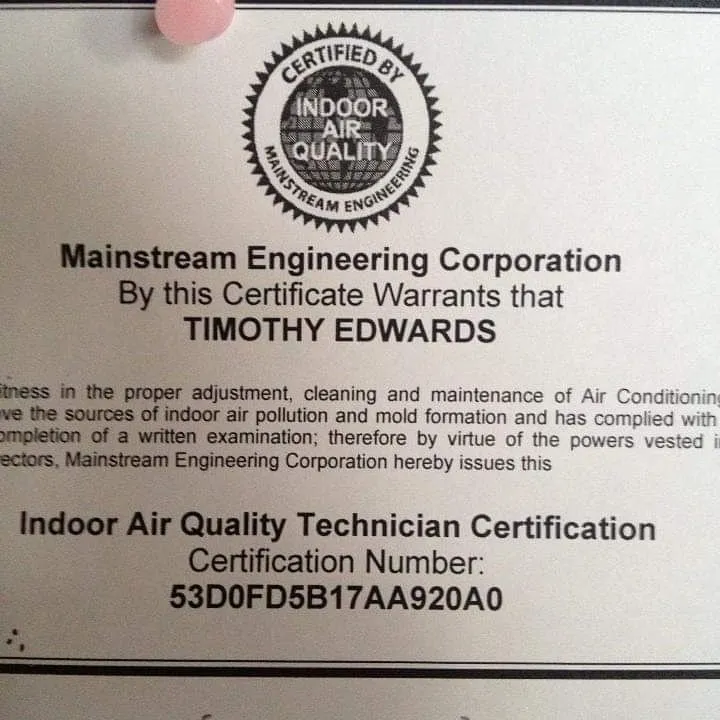 CERTIFIED BY
INDOOR
AIR
QUALITY
MAINSTREAM ENGINEERING
Mainstream Engineering Corporation
By this Certificate Warrants that
TIMOTHY EDWARDS
itness in the proper adjustment, cleaning and maintenance of Air Conditioning
ve the sources of indoor air pollution and mold formation and has complied with
ompletion of a written examination; therefore by virtue of the powers vested i
ectors, Mainstream Engineering Corporation hereby issues this
Indoor Air Quality Technician Certification
Certification Number:
53D0FD5B17AA920A0